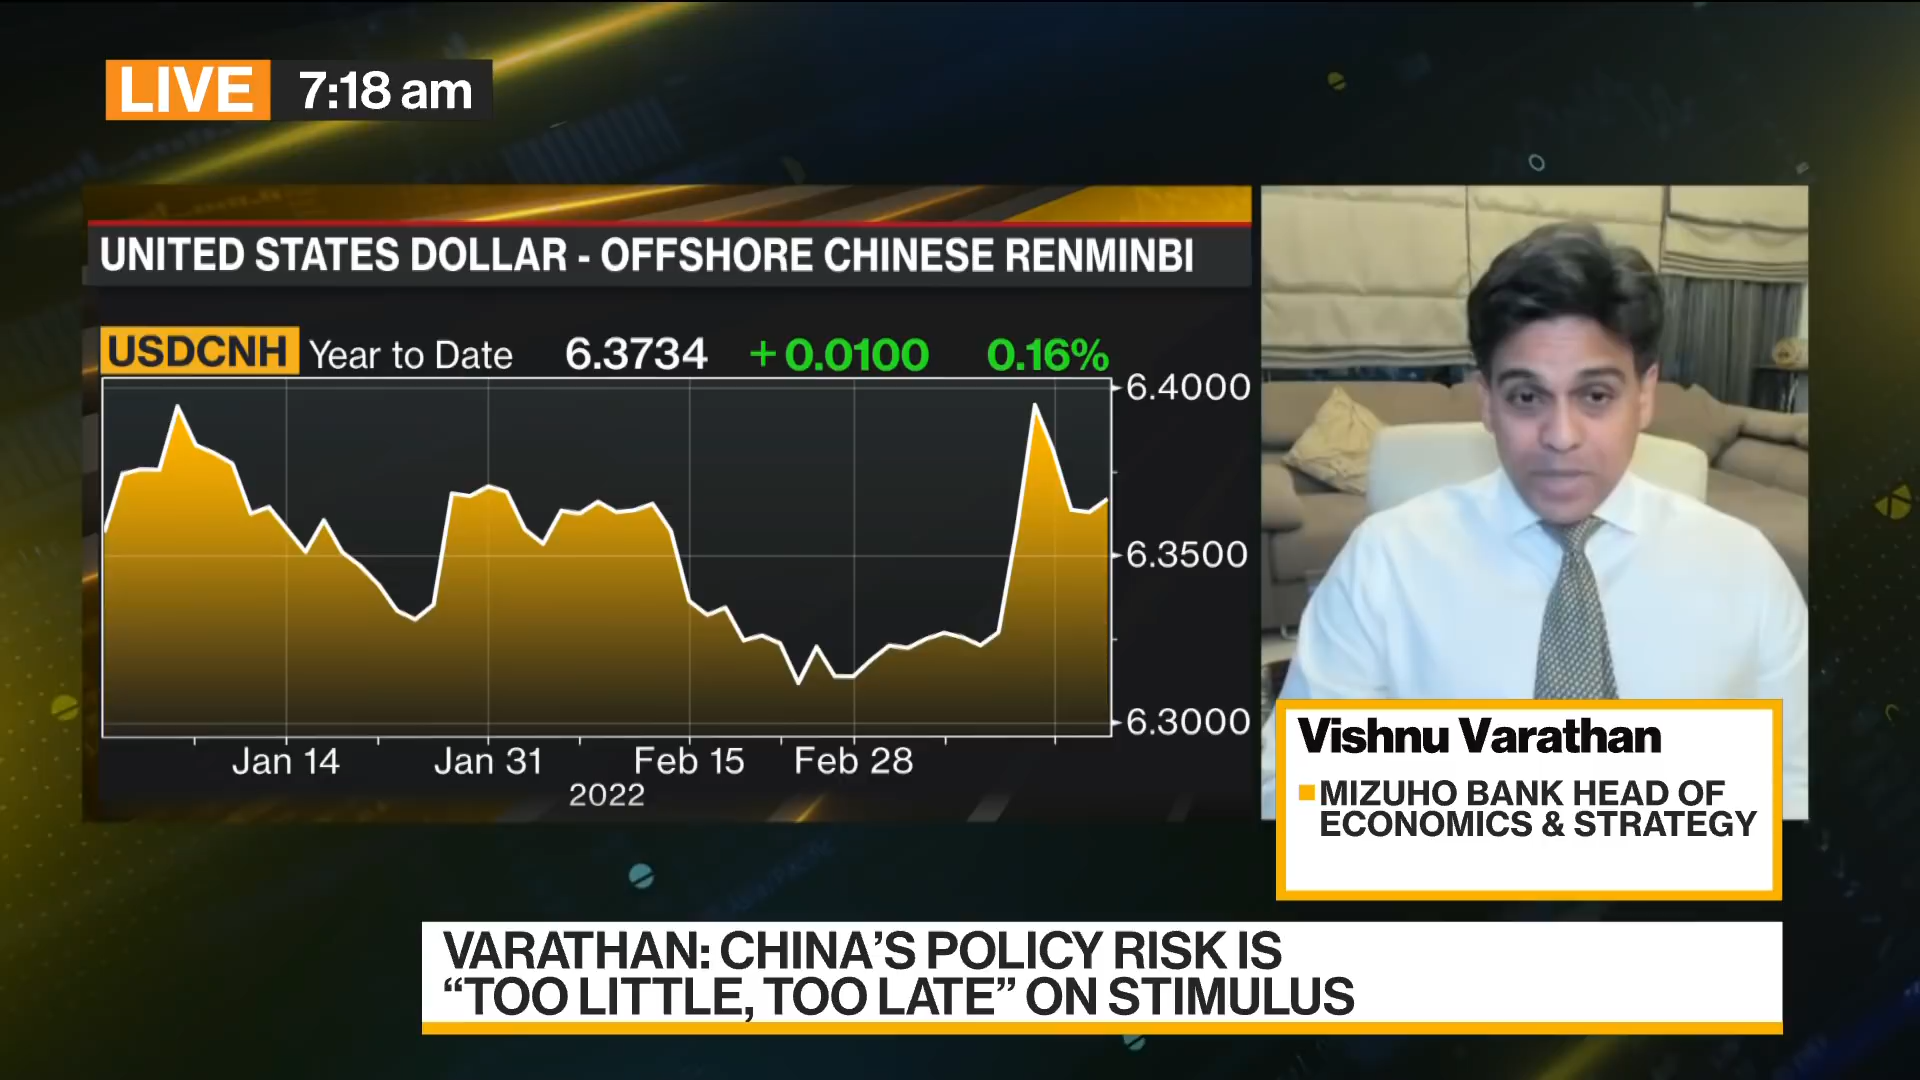 LIVE 7:18 am
UNITED STATES DOLLAR - OFFSHORE CHINESE RENMINBI
USDCNH Year to Date 6.3734 +0.0100 0.16%
6.4000
6.3500
6.3000
Jan 14 Jan 31 Feb 15 Feb 28
2022
Vishnu Varathan
MIZUHO BANK HEAD OF
ECONOMICS & STRATEGY
VARATHAN: CHINA'S POLICY RISK IS
“TOO LITTLE, TOO LATE” ON STIMULUS